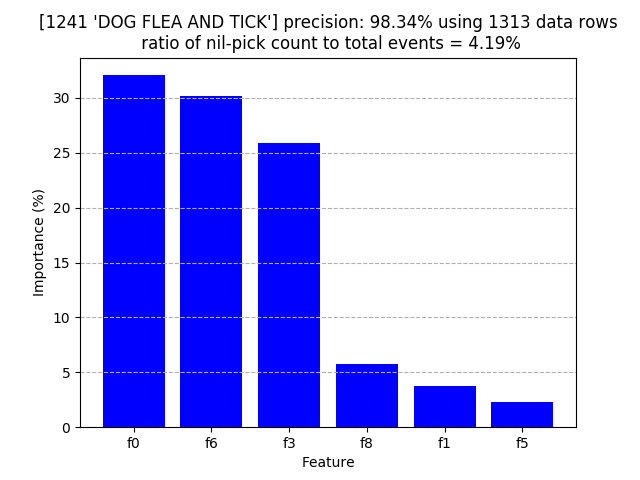 [1241 'DOG FLEA AND TICK'] precision: 98.34% using 1313 data rows
ratio of nil-pick count to total events = 4.19%
30
25
20
15
10
5
0
Importance (%)
f0 f6 f3 f8 f1 f5
Feature